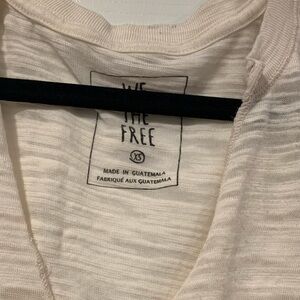 WE
THE
FREE
XS
MADE IN GUATEMALA
FABRIQUÉ AUX GUATEMALA